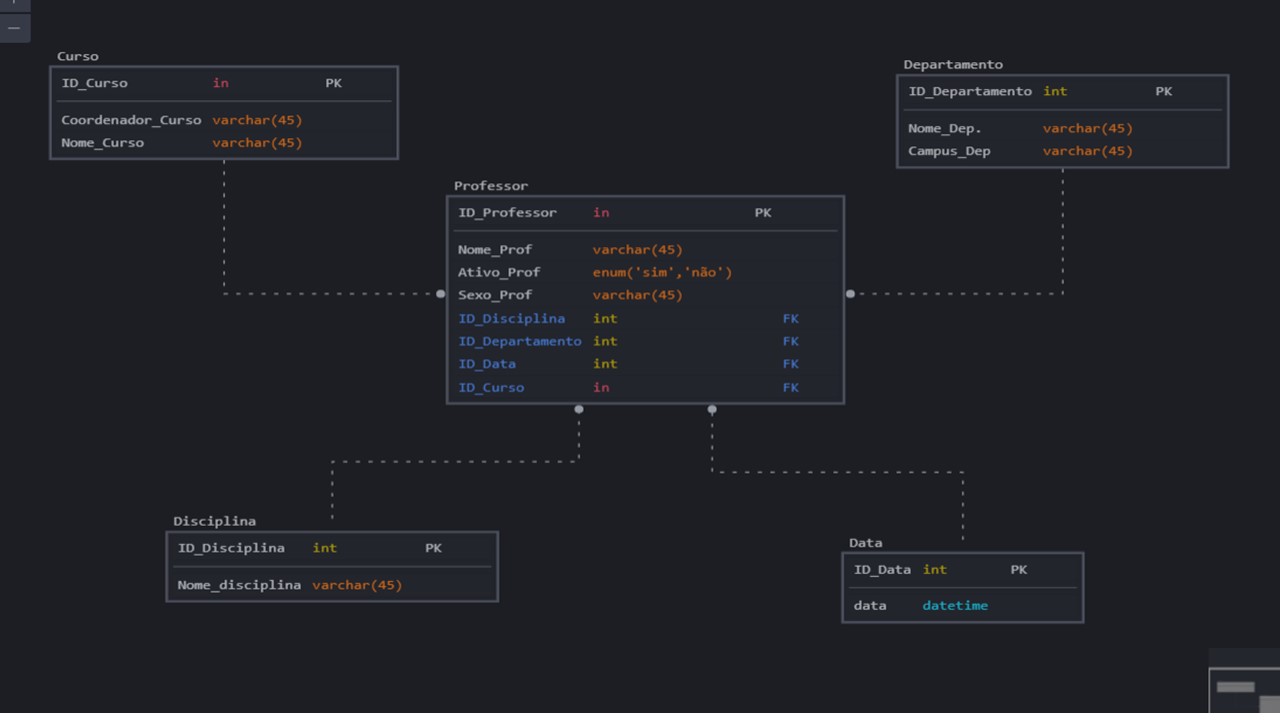 Curso
ID_Curso in PK
Coordenador_Curso varchar(45)
Nome_Curso varchar(45)
Departamento
ID_Departamento int PK
Nome_Dep. varchar(45)
Campus_Dep varchar(45)
Professor
ID_Professor in PK
Nome_Prof varchar(45)
Ativo_Prof enum('sim','não')
Sexo_Prof varchar(45)
ID_Disciplina int FK
ID_Departamento int FK
ID_Data int FK
ID_Curso in FK
Disciplina
ID_Disciplina int PK
Nome_disciplina varchar(45)
Data
ID_Data int PK
data datetime